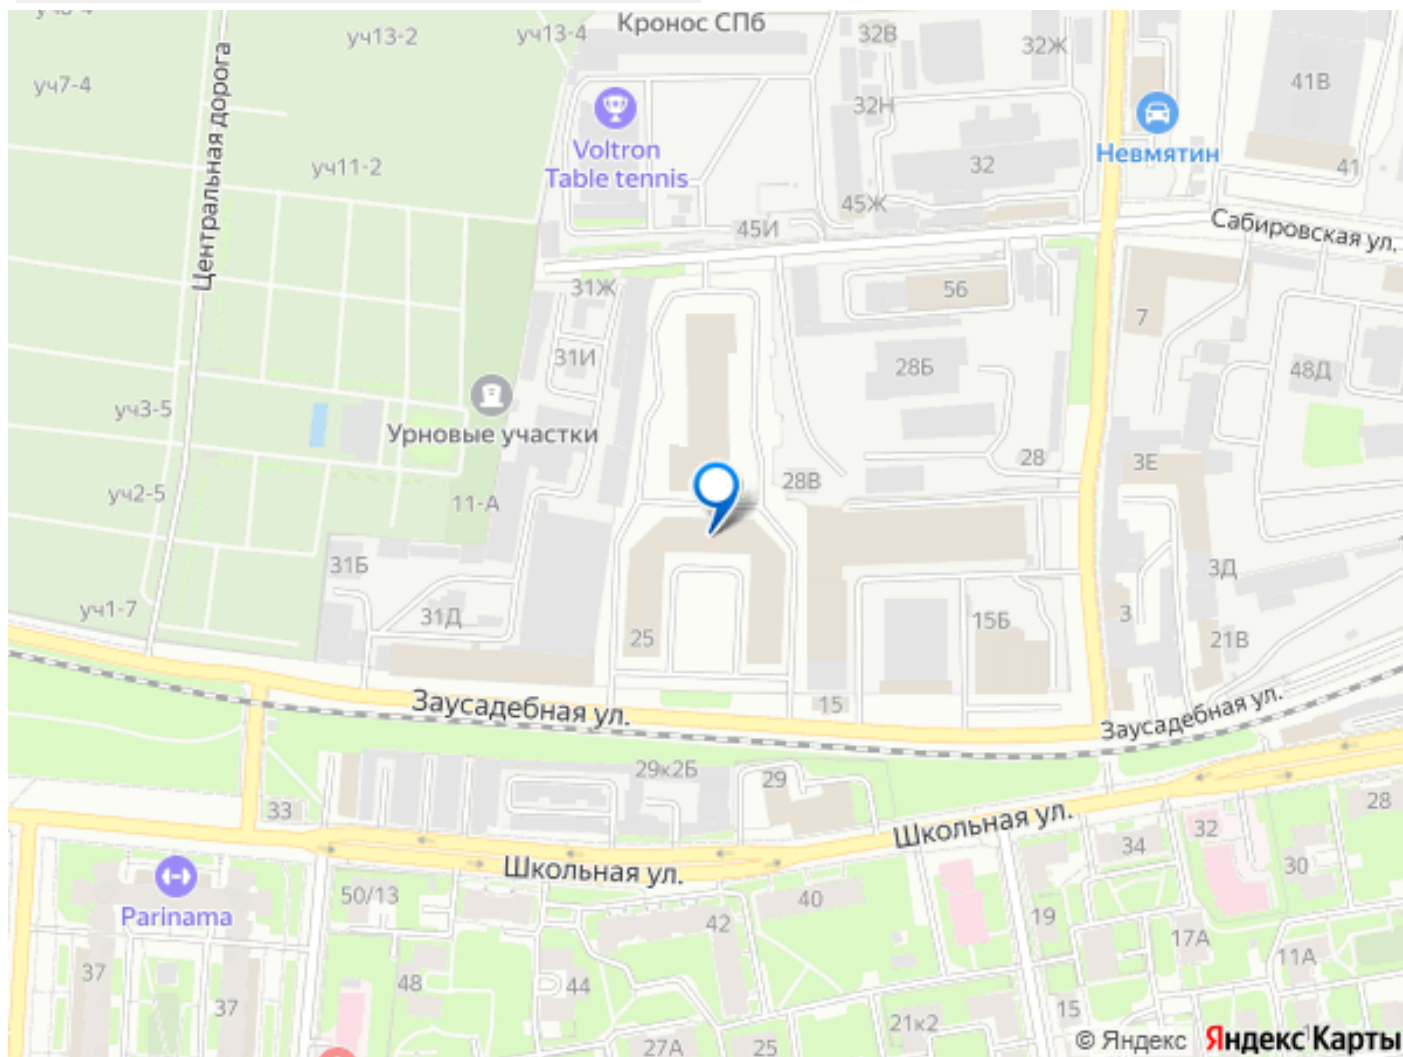 Кронос СПб
уч13-2
уч13-4
32В
32Ж
уч7-4
41В
32Н
Центральная дорога
Voltron
Table tennis
Невмятин
уч11-2
32
41
45Ж
45И
Сабировская ул.
31Ж
56
7
31И
28Б
48Д
уч3-5
Урновые участки
28
3Е
28В
уч2-5
11-А
31Б
3Д
уч1-7
31Д
25
15Б
3
21В
Заусадебная ул.
15
Заусадебная ул.
29к2Б
29
33
28
Школьная ул.
32
34
30
Школьная ул.
50/13
40
Parinama
42
19
17А
11А
37
48
44
37
15
21к2
27А
25
© Яндекс Яндекс Карты